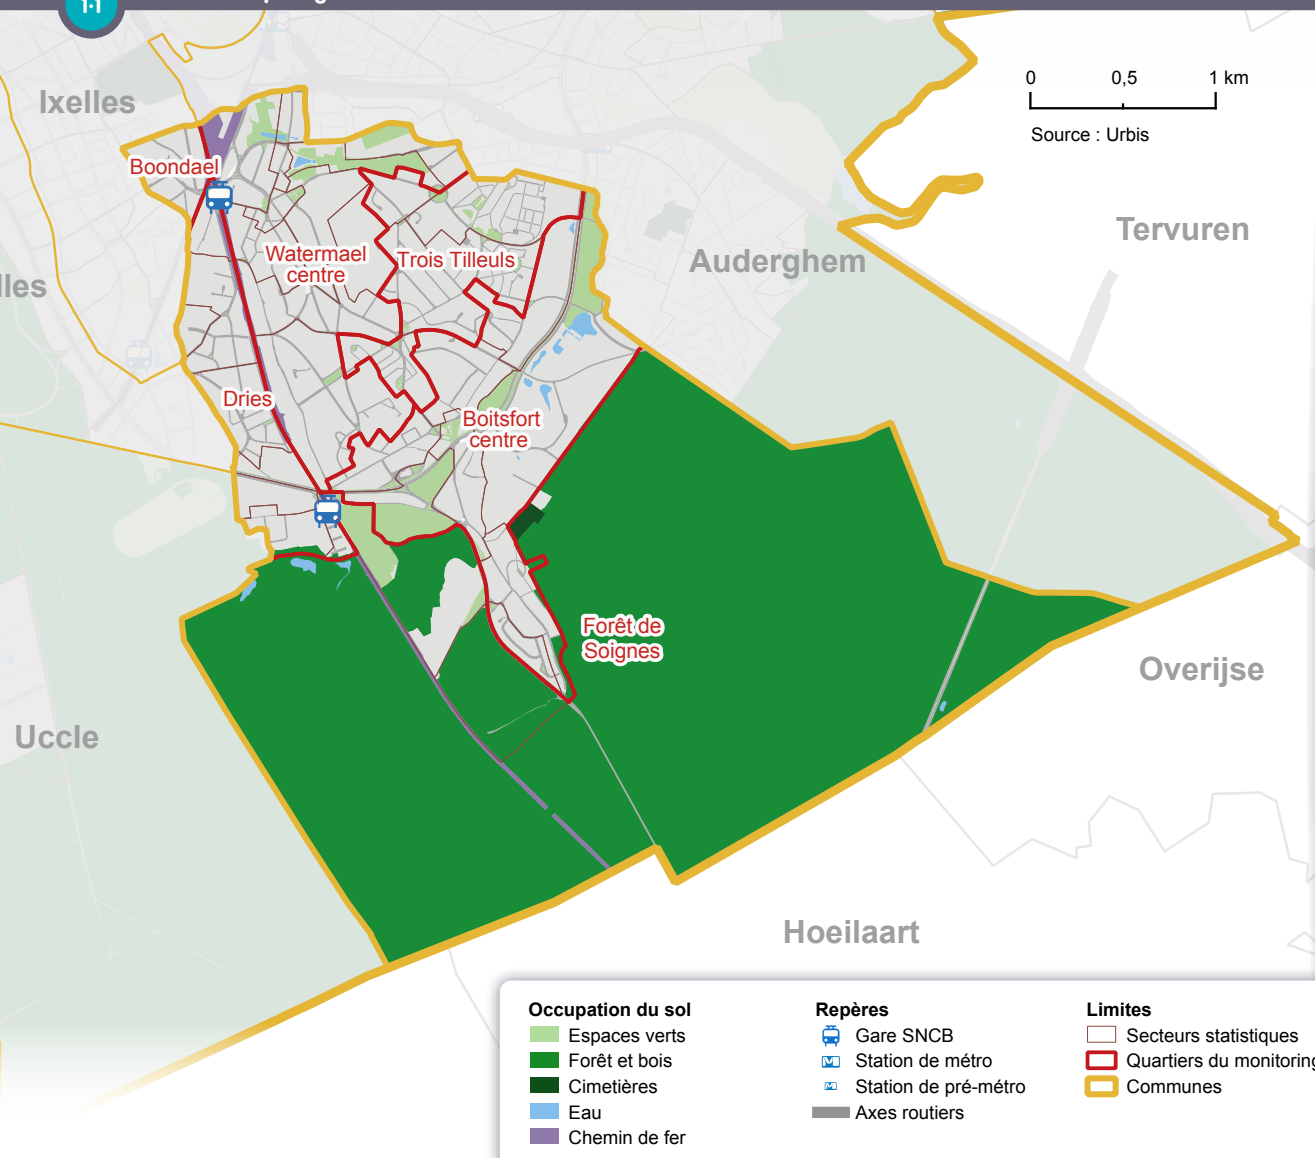 1·1
Ixelles
0 0,5 1 km
Source : Urbis
Boondael
Tervuren
Watermael
centre
Trois Tilleuls
Auderghem
lles
Dries
Boitsfort
centre
Forêt de
Soignes
Overijse
Uccle
Hoeilaart
Occupation du sol
Espaces verts
Forêt et bois
Cimetières
Eau
Chemin de fer
Repères
Gare SNCB
Station de métro
Station de pré-métro
Axes routiers
Limites
Secteurs statistiques
Quartiers du monitoring
Communes